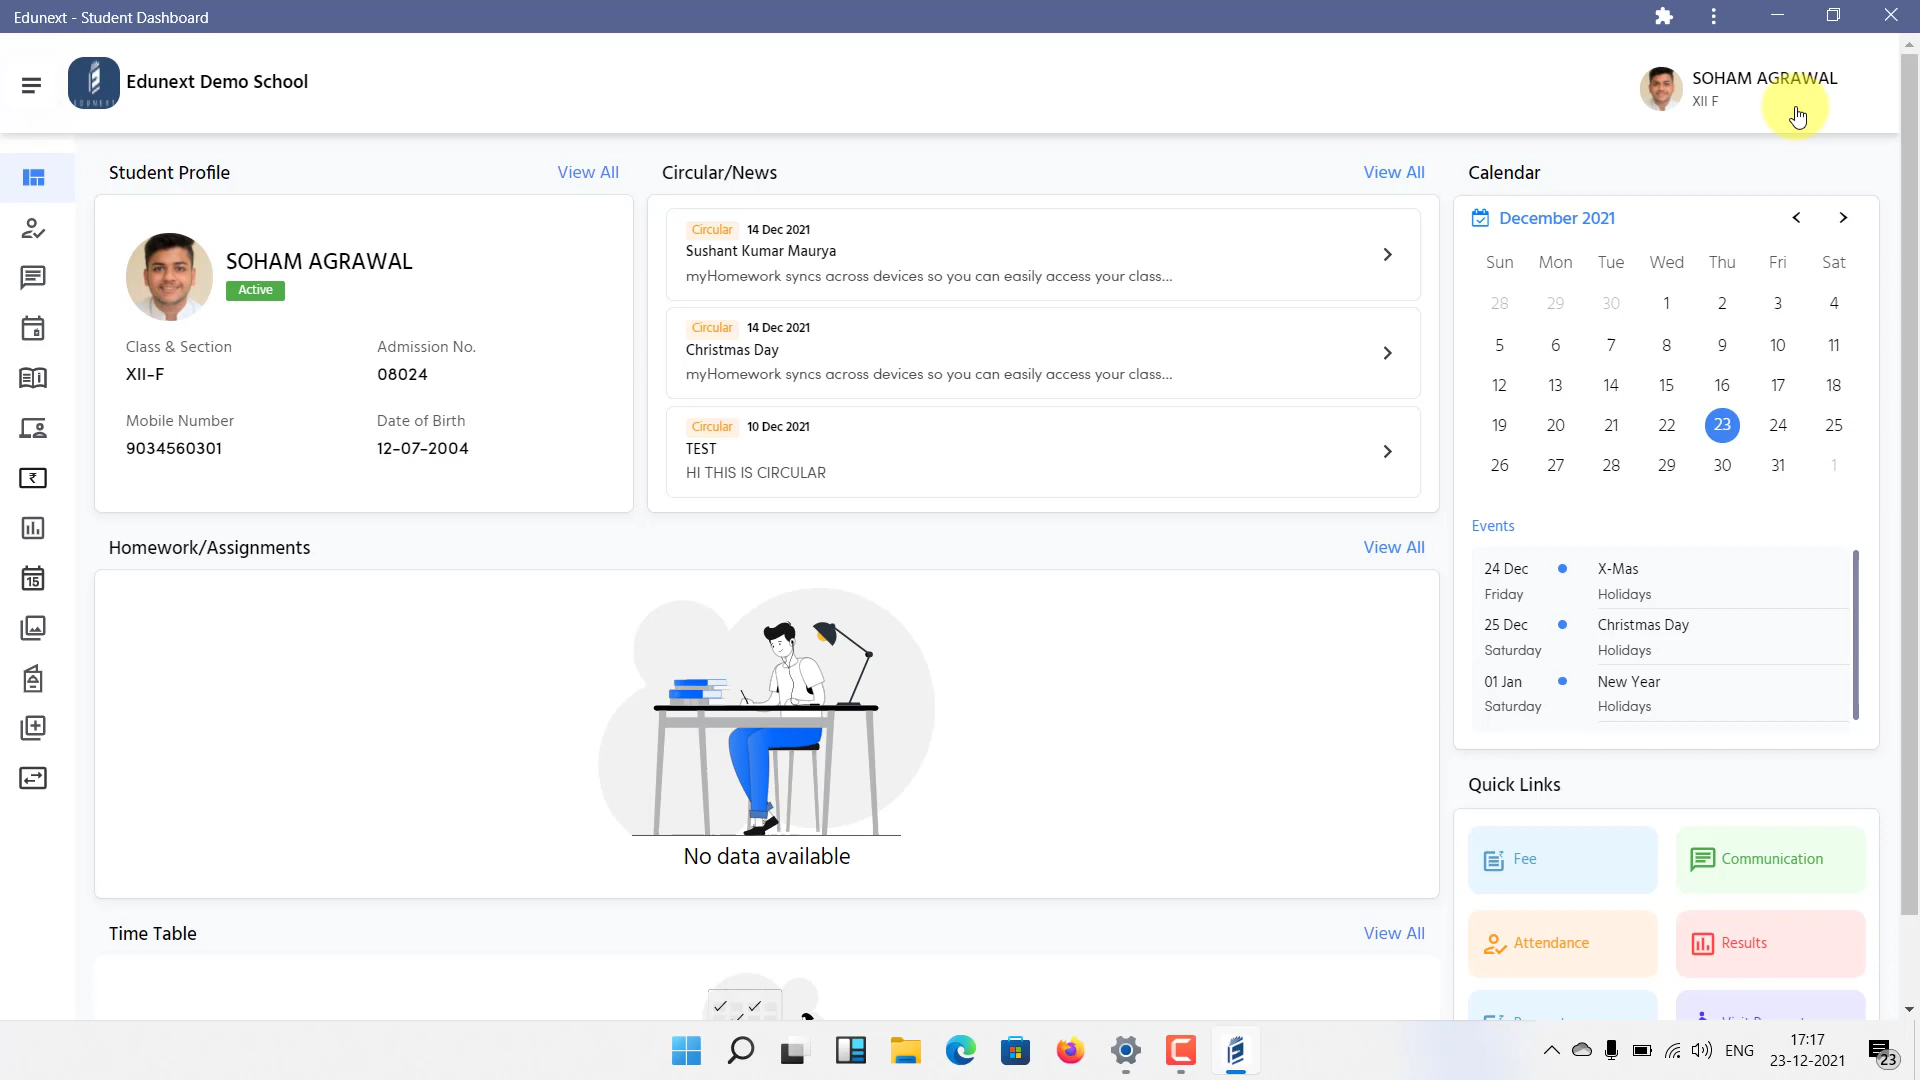 Edunext - Student Dashboard
EDUNEXT
Edunext Demo School
SOHAM AGRAWAL
XII F
Student Profile
View All
SOHAM AGRAWAL
Active
Class & Section
Admission No.
XII-F
08024
Mobile Number
Date of Birth
9034560301
12-07-2004
Circular/News
View All
Circular 14 Dec 2021
Sushant Kumar Maurya
myHomework syncs across devices so you can easily access your class...
Circular 14 Dec 2021
Christmas Day
myHomework syncs across devices so you can easily access your class...
Circular 10 Dec 2021
TEST
HI THIS IS CIRCULAR
Calendar
December 2021
Sun Mon Tue Wed Thu Fri Sat
28 29 30 1 2 3 4
5 6 7 8 9 10 11
12 13 14 15 16 17 18
19 20 21 22 23 24 25
26 27 28 29 30 31 1
Events
24 Dec X-Mas
Friday Holidays
25 Dec Christmas Day
Saturday Holidays
01 Jan New Year
Saturday Holidays
Homework/Assignments
View All
No data available
Quick Links
Fee
Communication
Attendance
Results
Time Table
View All
15
ENG
17:17
23-12-2021
23